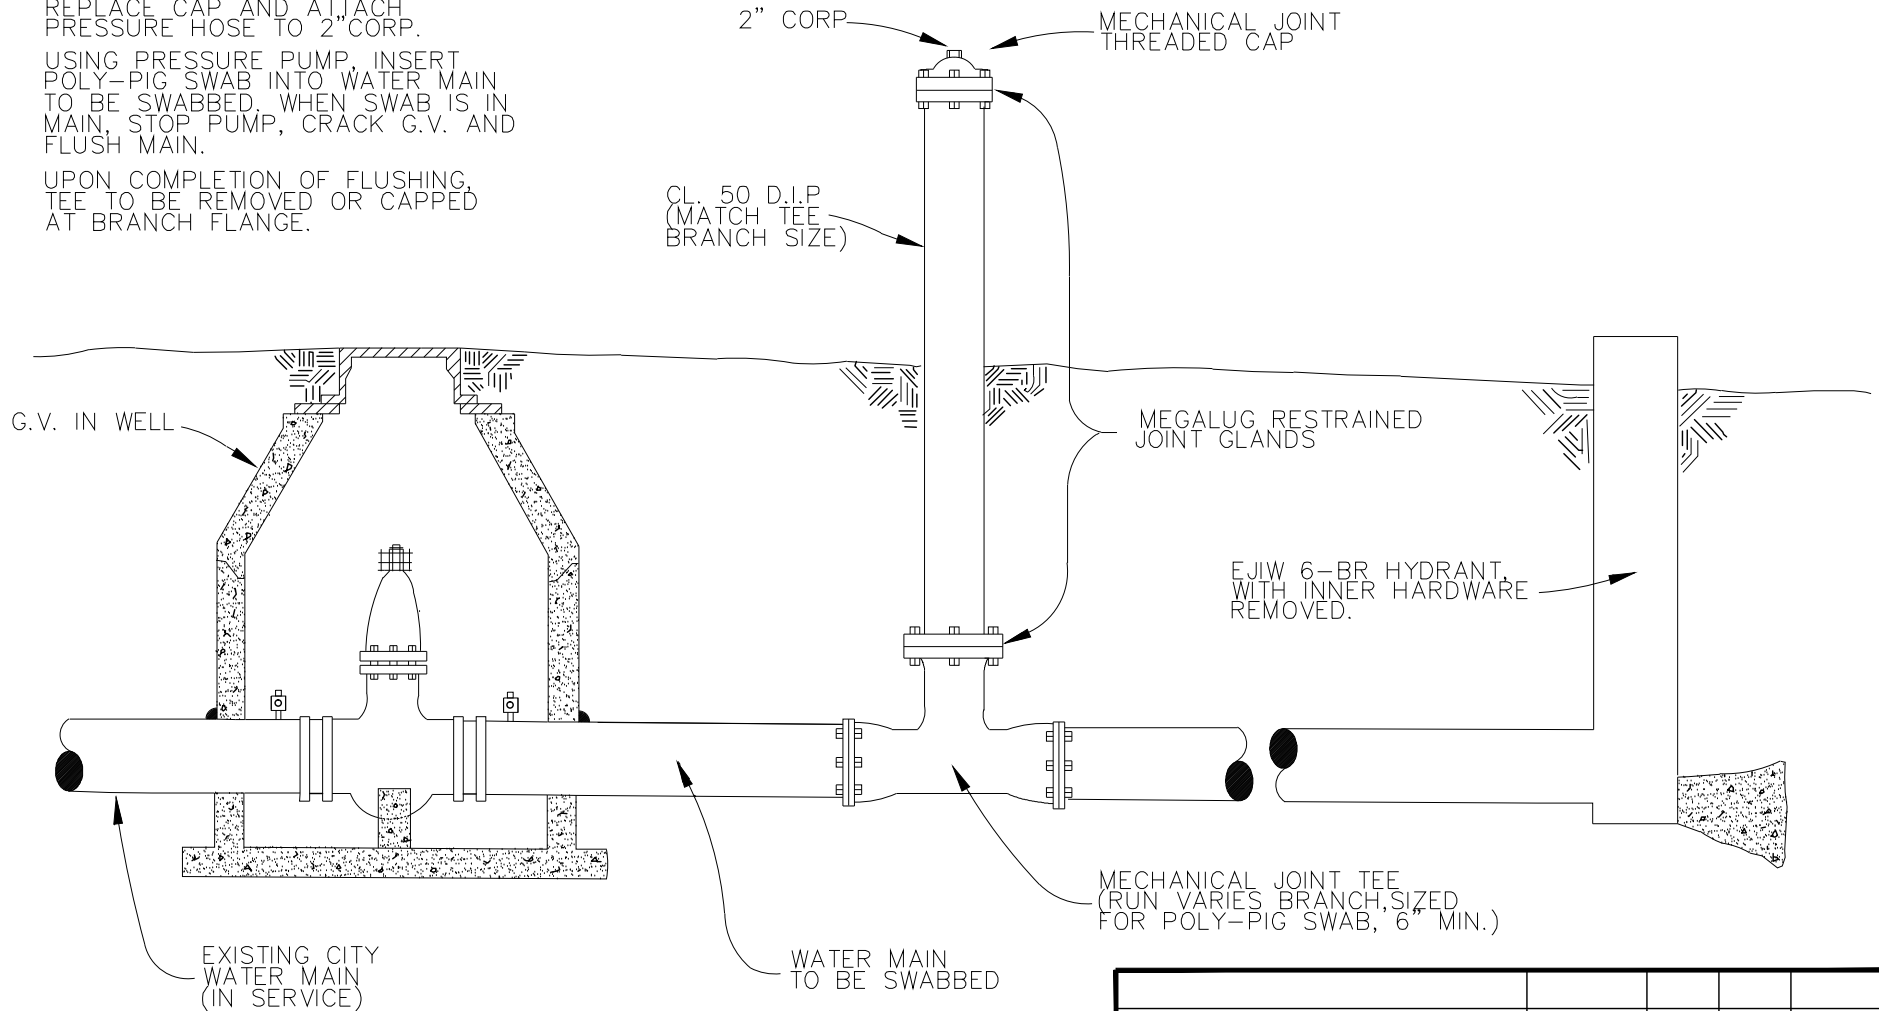 REPLACE CAP AND ATTACH
PRESSURE HOSE TO 2" CORP.
USING PRESSURE PUMP, INSERT
POLY-PIG SWAB INTO WATER MAIN
TO BE SWABBED. WHEN SWAB IS IN
MAIN, STOP PUMP, CRACK G.V. AND
FLUSH MAIN.
UPON COMPLETION OF FLUSHING,
TEE TO BE REMOVED OR CAPPED
AT BRANCH FLANGE.
2" CORP
MECHANICAL JOINT
THREADED CAP
CL. 50 D.I.P
(MATCH TEE
BRANCH SIZE)
G.V. IN WELL
MEGALUG RESTRAINED
JOINT GLANDS
EJIW 6-BR HYDRANT,
WITH INNER HARDWARE
REMOVED.
MECHANICAL JOINT TEE
(RUN VARIES BRANCH,SIZED
FOR POLY-PIG SWAB, 6" MIN.)
EXISTING CITY
WATER MAIN
(IN SERVICE)
WATER MAIN
TO BE SWABBED